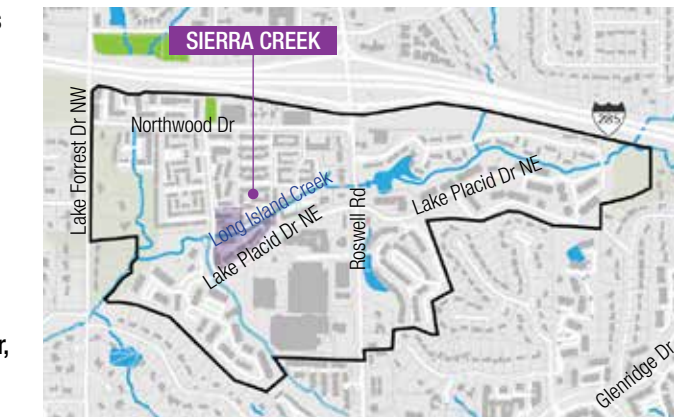 s
SIERRA CREEK
285
Northwood Dr
Lake Forrest Dr NW
Long Island Creek
Lake Placid Dr NE
Lake Placid Dr NE
Roswell Rd
r,
Glenridge Dr